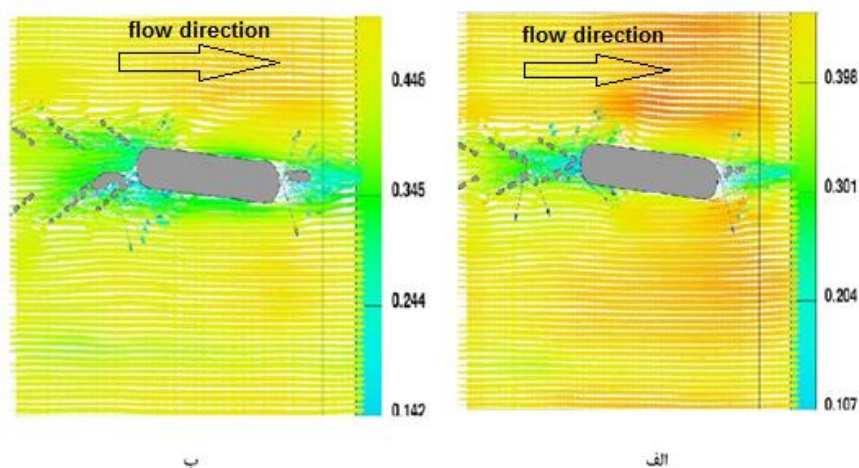 flow direction
0.446
0.345
0.244
0.142
ب
flow direction
0.398
0.301
0.204
0.107
الف